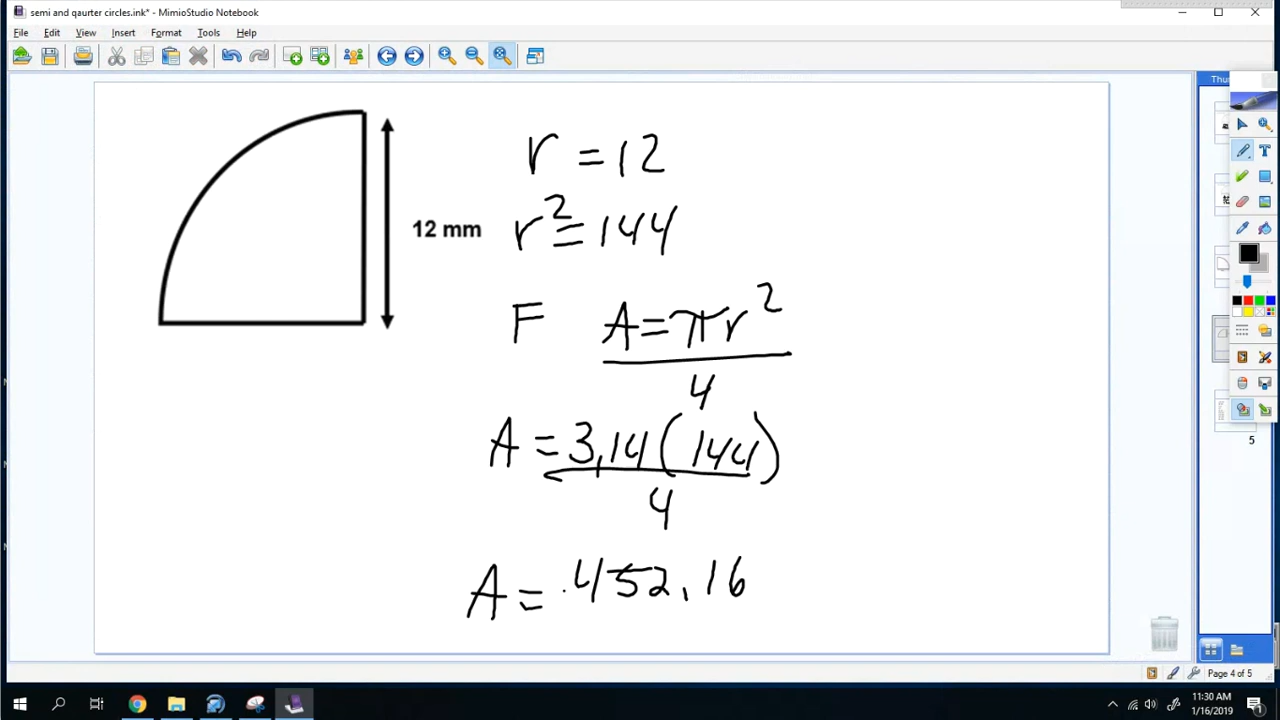 semi and qaurter circles.ink* - MimioStudio Notebook
File Edit View Insert Format Tools Help
Thu
12 mm
r = 12
r² = 144
F A = πr²
4
A = 3,14 (144)
4
A = .452.16
5
Page 4 of 5
11:30 AM
1/16/2019
1